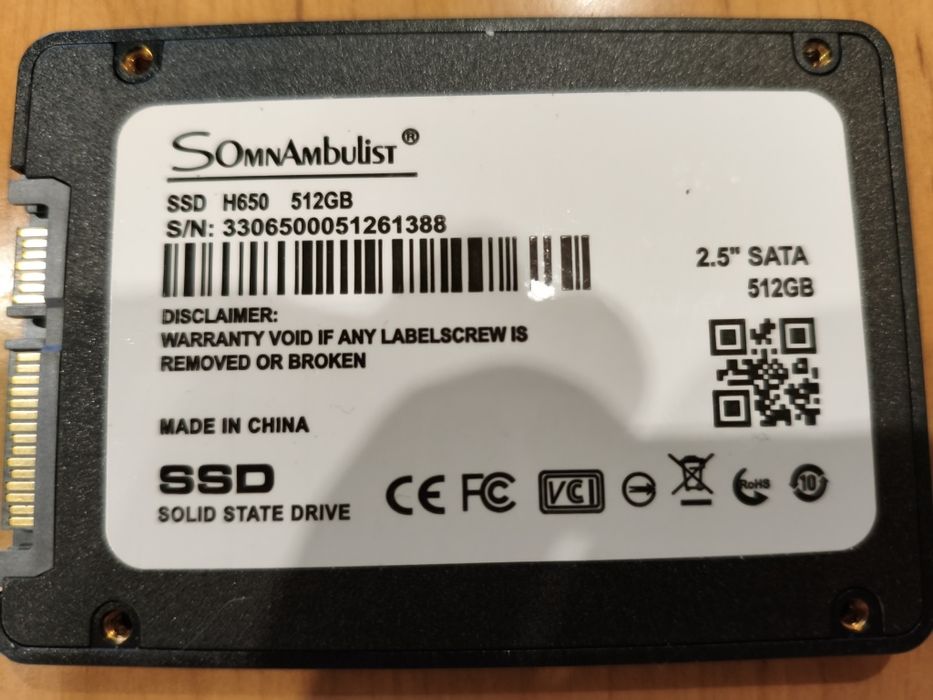 SOMNAMBULIST®
SSD H650 512GB
S/N: 3306500051261388
2.5" SATA
512GB
DISCLAIMER:
WARRANTY VOID IF ANY LABELSCREW IS
REMOVED OR BROKEN
MADE IN CHINA
SSD
SOLID STATE DRIVE
CE FC VCI RoHS 10